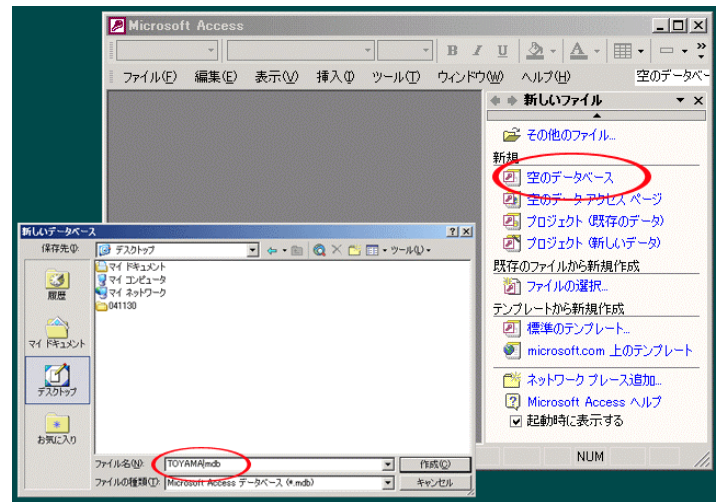 Microsoft Access
B I U A
ファイル(F) 編集(E) 表示(V) 挿入(I) ツール(T) ウィンドウ(W) ヘルプ(H) 空のデータベー
新しいファイル
その他のファイル...
新規
空のデータベース
空のデータ アクセス ページ
プロジェクト (既存のデータ)
プロジェクト (新しいデータ)
既存のファイルから新規作成
ファイルの選択...
テンプレートから新規作成
標準のテンプレート...
microsoft.com 上のテンプレート
ネットワーク プレース追加...
Microsoft Access ヘルプ
起動時に表示する
NUM
新しいデータベース
保存先(I): デスクトップ ツール(L)
履歴
マイ ドキュメント
デスクトップ
お気に入り
マイ ドキュメント
マイ コンピュータ
マイ ネットワーク
041130
ファイル名(N): TOYAMA.mdb 作成(C)
ファイルの種類(T): Microsoft Access データベース (*.mdb) キャンセル